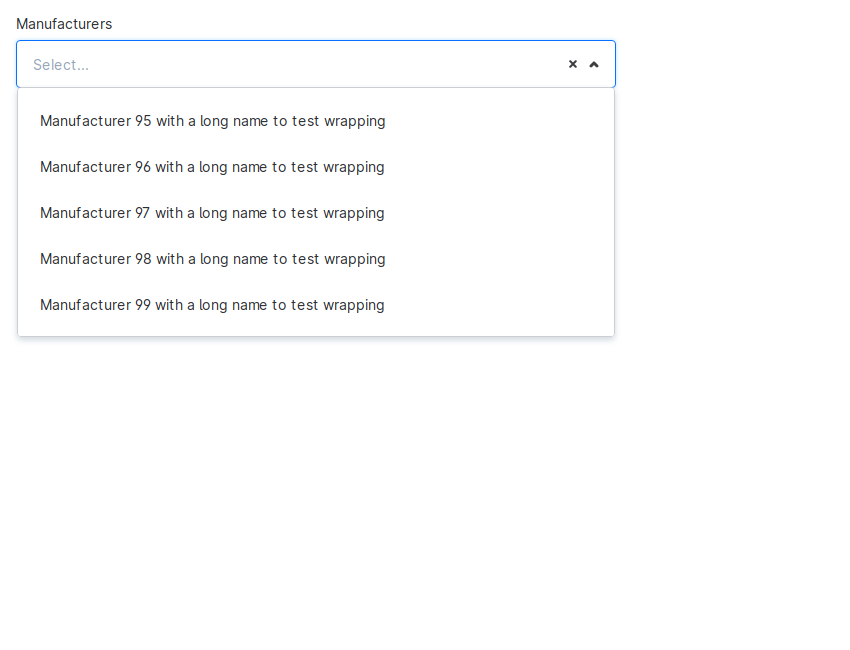 Manufacturers
Select...
Manufacturer 95 with a long name to test wrapping
Manufacturer 96 with a long name to test wrapping
Manufacturer 97 with a long name to test wrapping
Manufacturer 98 with a long name to test wrapping
Manufacturer 99 with a long name to test wrapping